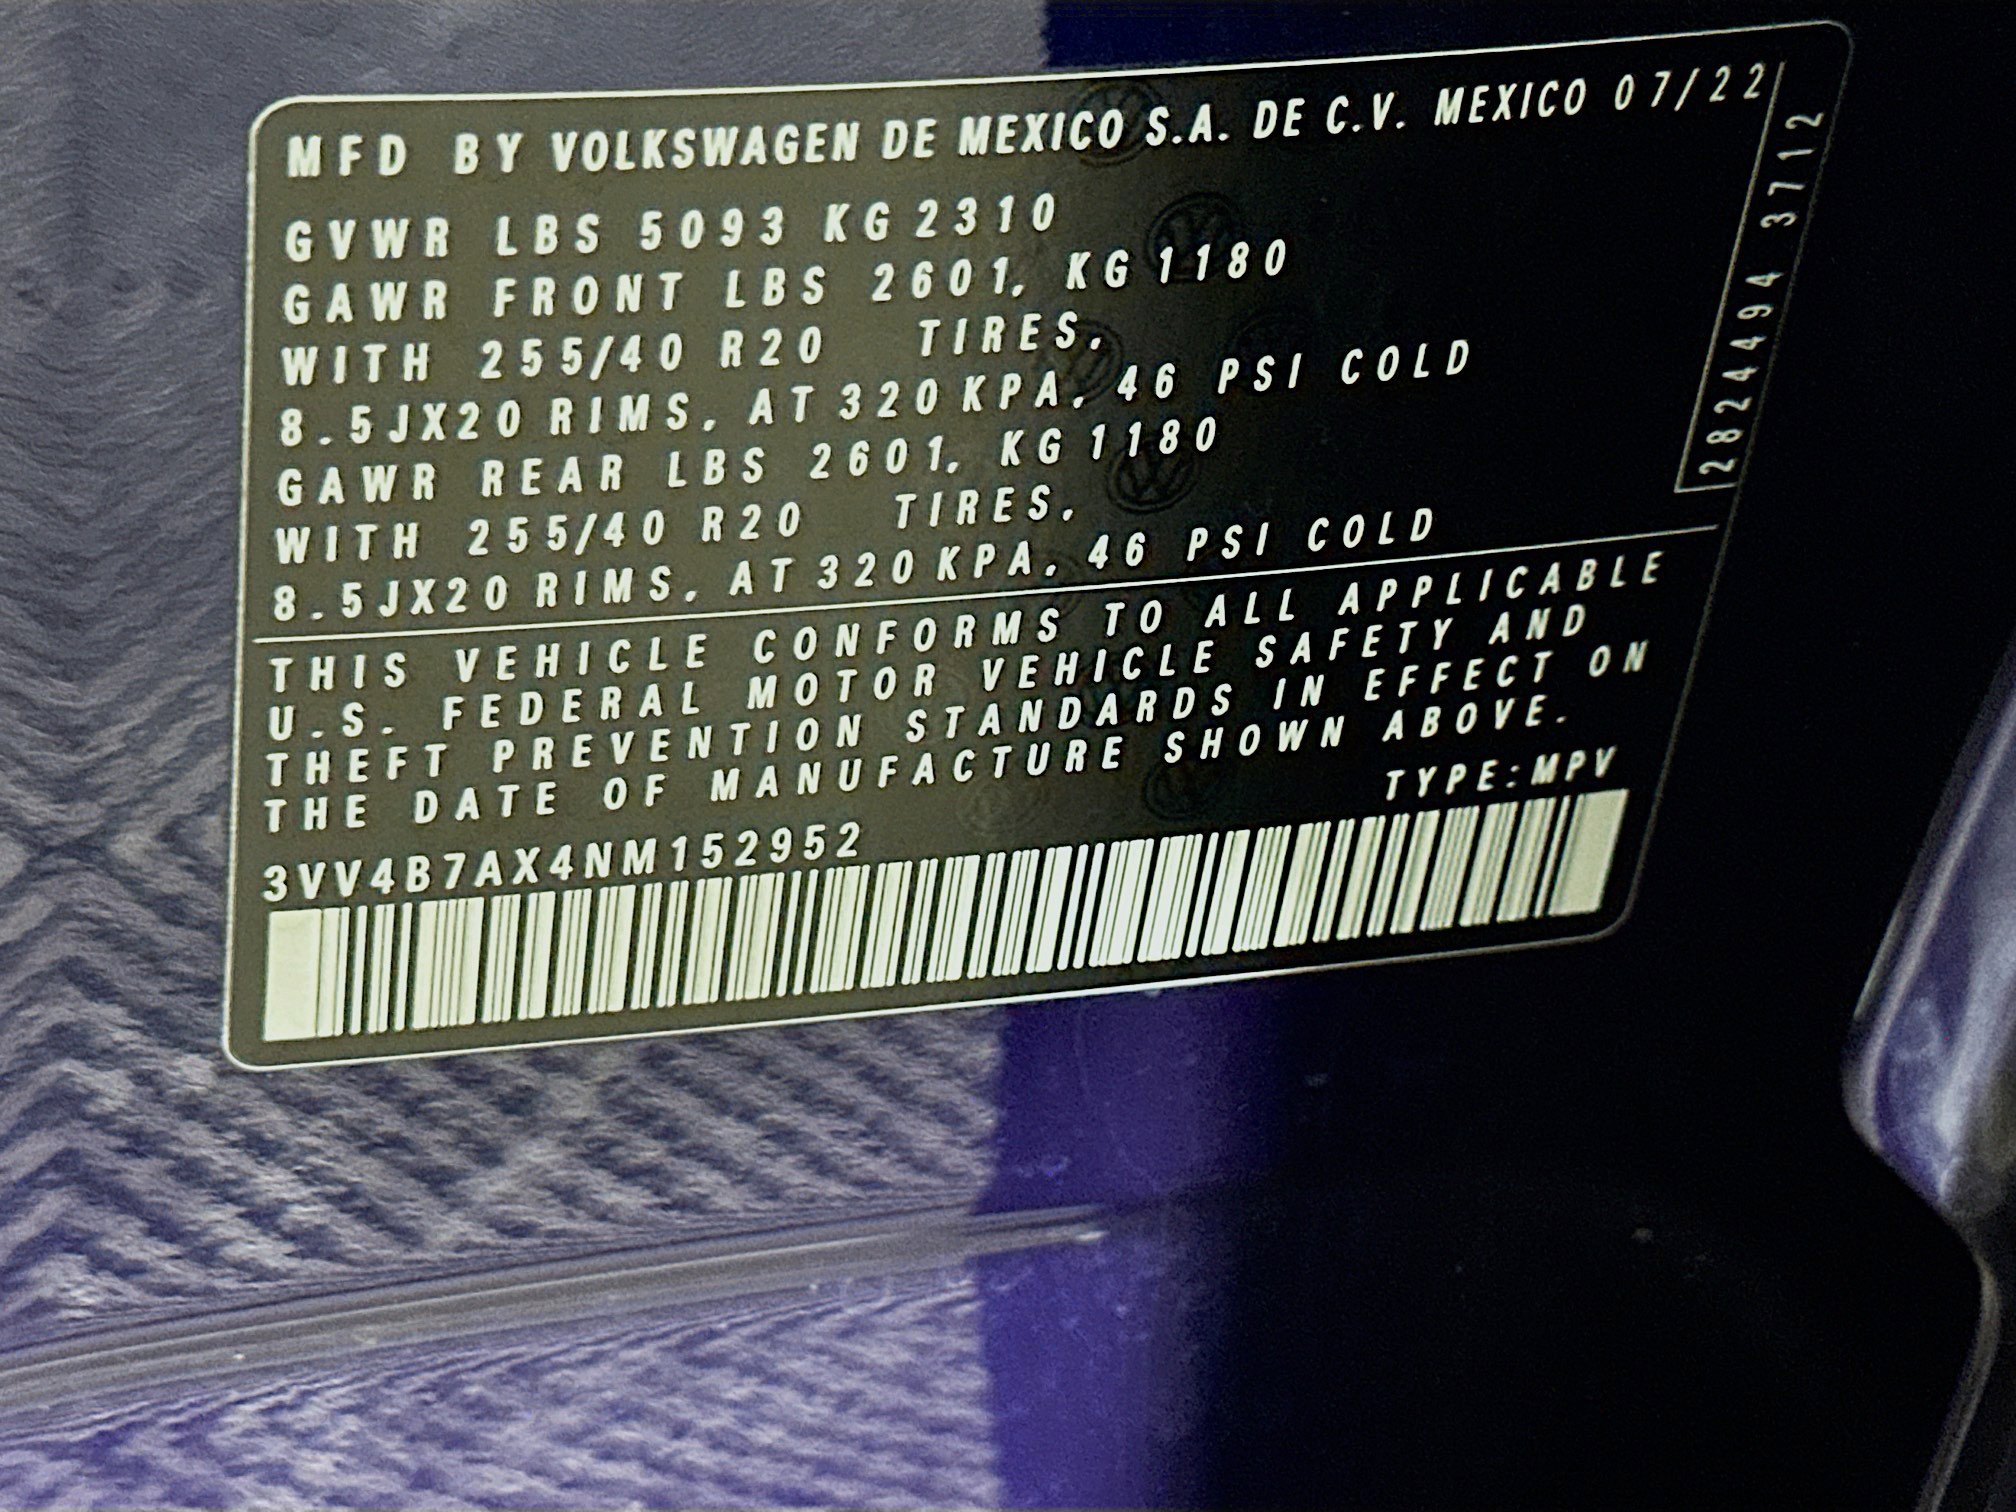 MFD BY VOLKSWAGEN DE MEXICO S.A. DE C.V. MEXICO 07/22
GVWR LBS 5093 KG 2310
GAWR FRONT LBS 2601, KG 1180
WITH 255/40 R20 TIRES,
8.5JX20 RIMS, AT 320 KPA, 46 PSI COLD
GAWR REAR LBS 2601, KG 1180
WITH 255/40 R20 TIRES,
8.5JX20 RIMS, AT 320 KPA, 46 PSI COLD
2824494 3712
THIS VEHICLE CONFORMS TO ALL APPLICABLE
U.S. FEDERAL MOTOR VEHICLE SAFETY AND
THEFT PREVENTION STANDARDS IN EFFECT ON
THE DATE OF MANUFACTURE SHOWN ABOVE.
TYPE:MPV
3VV4B7AX4NM152952